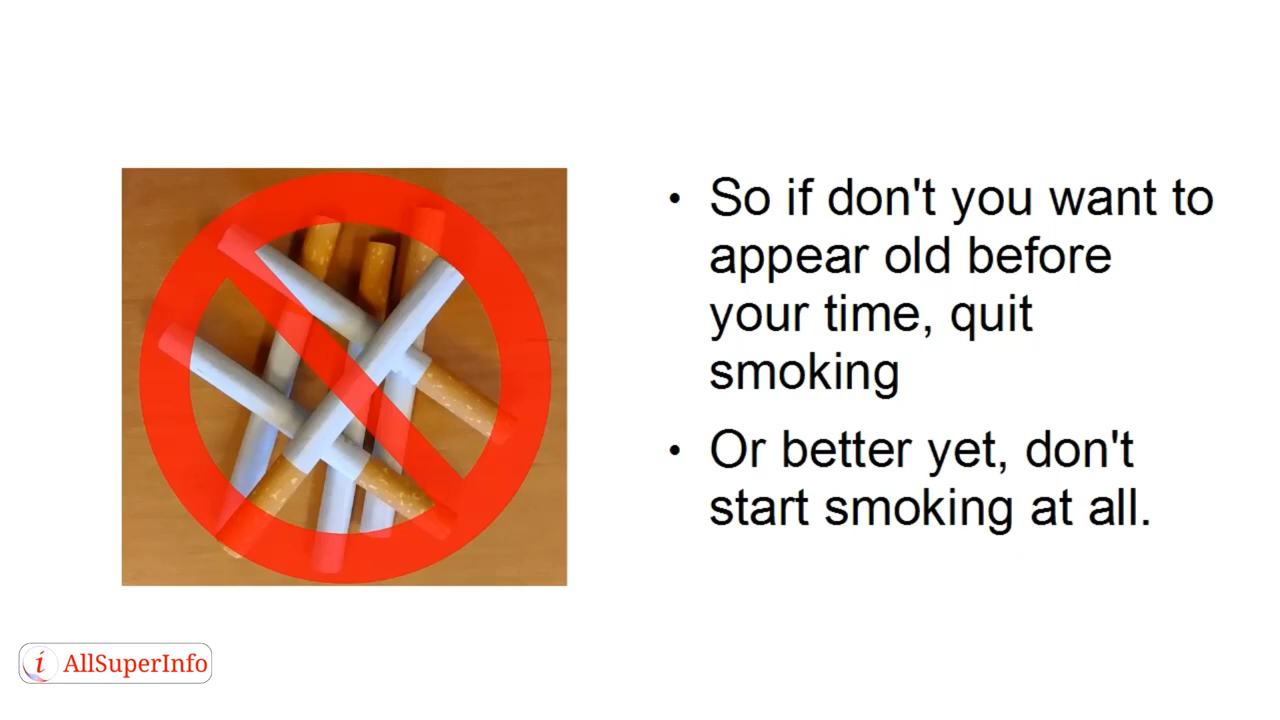 • So if don't you want to
appear old before
your time, quit
smoking
• Or better yet, don't
start smoking at all.
i AllSuperInfo